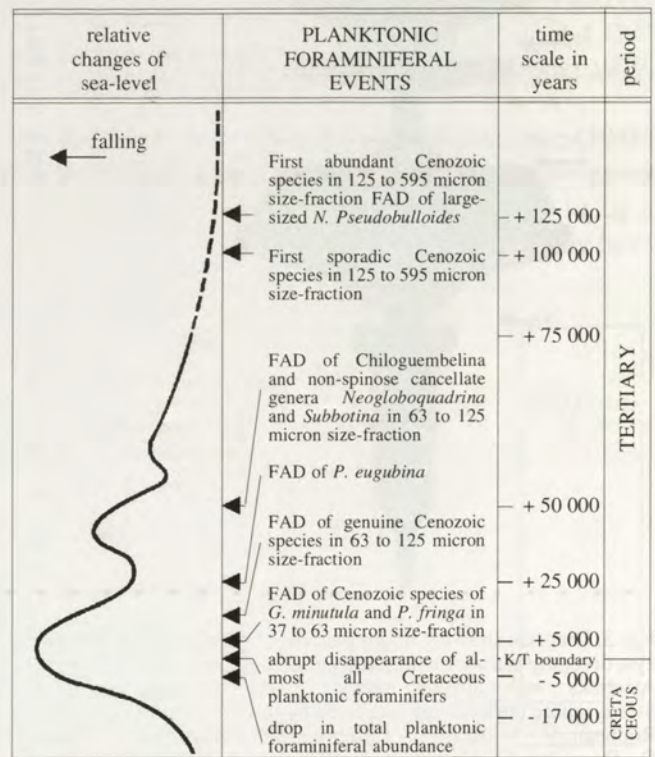 relative
changes of
sea-level
PLANKTONIC
FORAMINIFERAL
EVENTS
time
scale in
years
period
falling
First abundant Cenozoic
species in 125 to 595 micron
size-fraction FAD of large-
sized N. Pseudobulloides
First sporadic Cenozoic
species in 125 to 595 micron
size-fraction
FAD of Chiloguembelina
and non-spinose cancellate
genera Neogloboquadrina
and Subbotina in 63 to 125
micron size-fraction
FAD of P. eugubina
FAD of genuine Cenozoic
species in 63 to 125 micron
size-fraction
FAD of Cenozoic species of
G. minutula and P. fringa in
37 to 63 micron size-fraction
abrupt disappearance of al-
most all Cretaceous
planktonic foraminifers
drop in total planktonic
foraminiferal abundance
+ 125 000
+ 100 000
+ 75 000
+ 50 000
+ 25 000
+ 5 000
K/T boundary
- 5 000
- 17 000
TERTIARY
CRETA
CEOUS